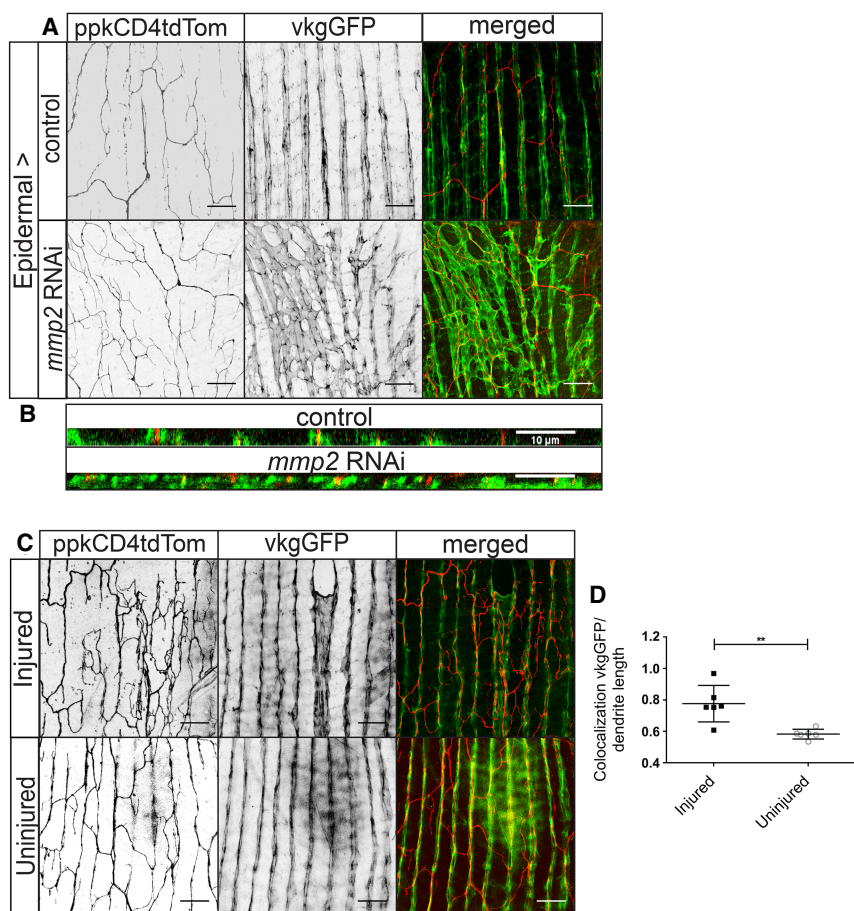 A ppkCD4tdTom vkgGFP merged
Epidermal >
control
mmp2 RNAi
B control
10 µm
mmp2 RNAi
C ppkCD4tdTom vkgGFP merged
Injured
Uninjured
D
**
Colocalization vkgGFP/
dendrite length
1.2
1.0
0.8
0.6
0.4
Injured
Uninjured